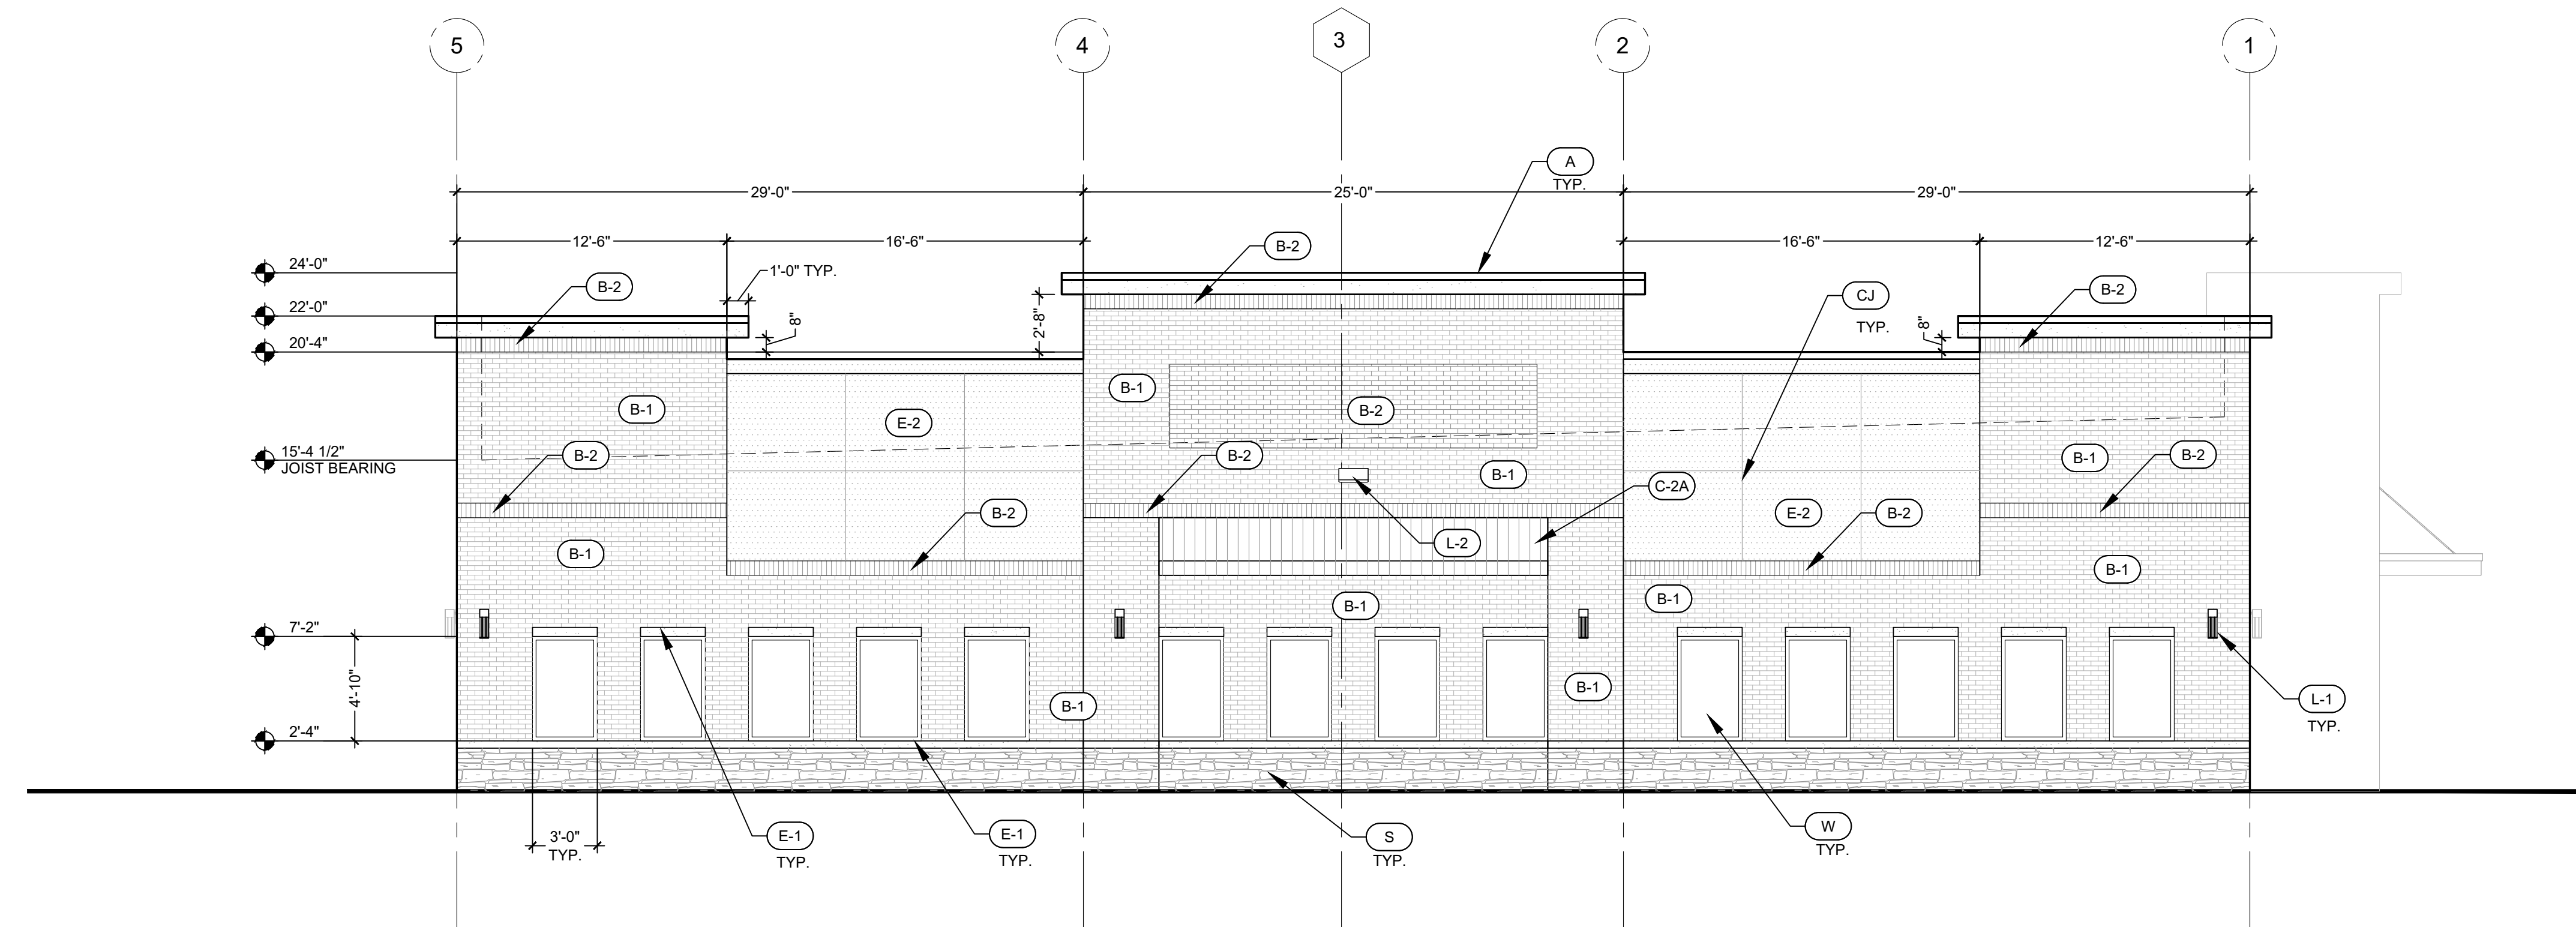 5
4
3
2
1
A
TYP.
29'-0"
25'-0"
29'-0"
12'-6"
16'-6"
16'-6"
12'-6"
B-2
24'-0"
1'-0" TYP.
B-2
B-2
CJ
TYP.
22'-0"
8"
2'-8"
8"
20'-4"
B-1
B-1
E-2
B-2
15'-4 1/2"
JOIST BEARING
B-2
B-2
B-1
B-1
B-2
C-2A
B-2
E-2
B-2
L-2
B-1
B-1
B-1
B-1
7'-2"
4'-10"
B-1
B-1
L-1
TYP.
2'-4"
3'-0"
TYP.
E-1
TYP.
E-1
TYP.
S
TYP.
W
TYP.